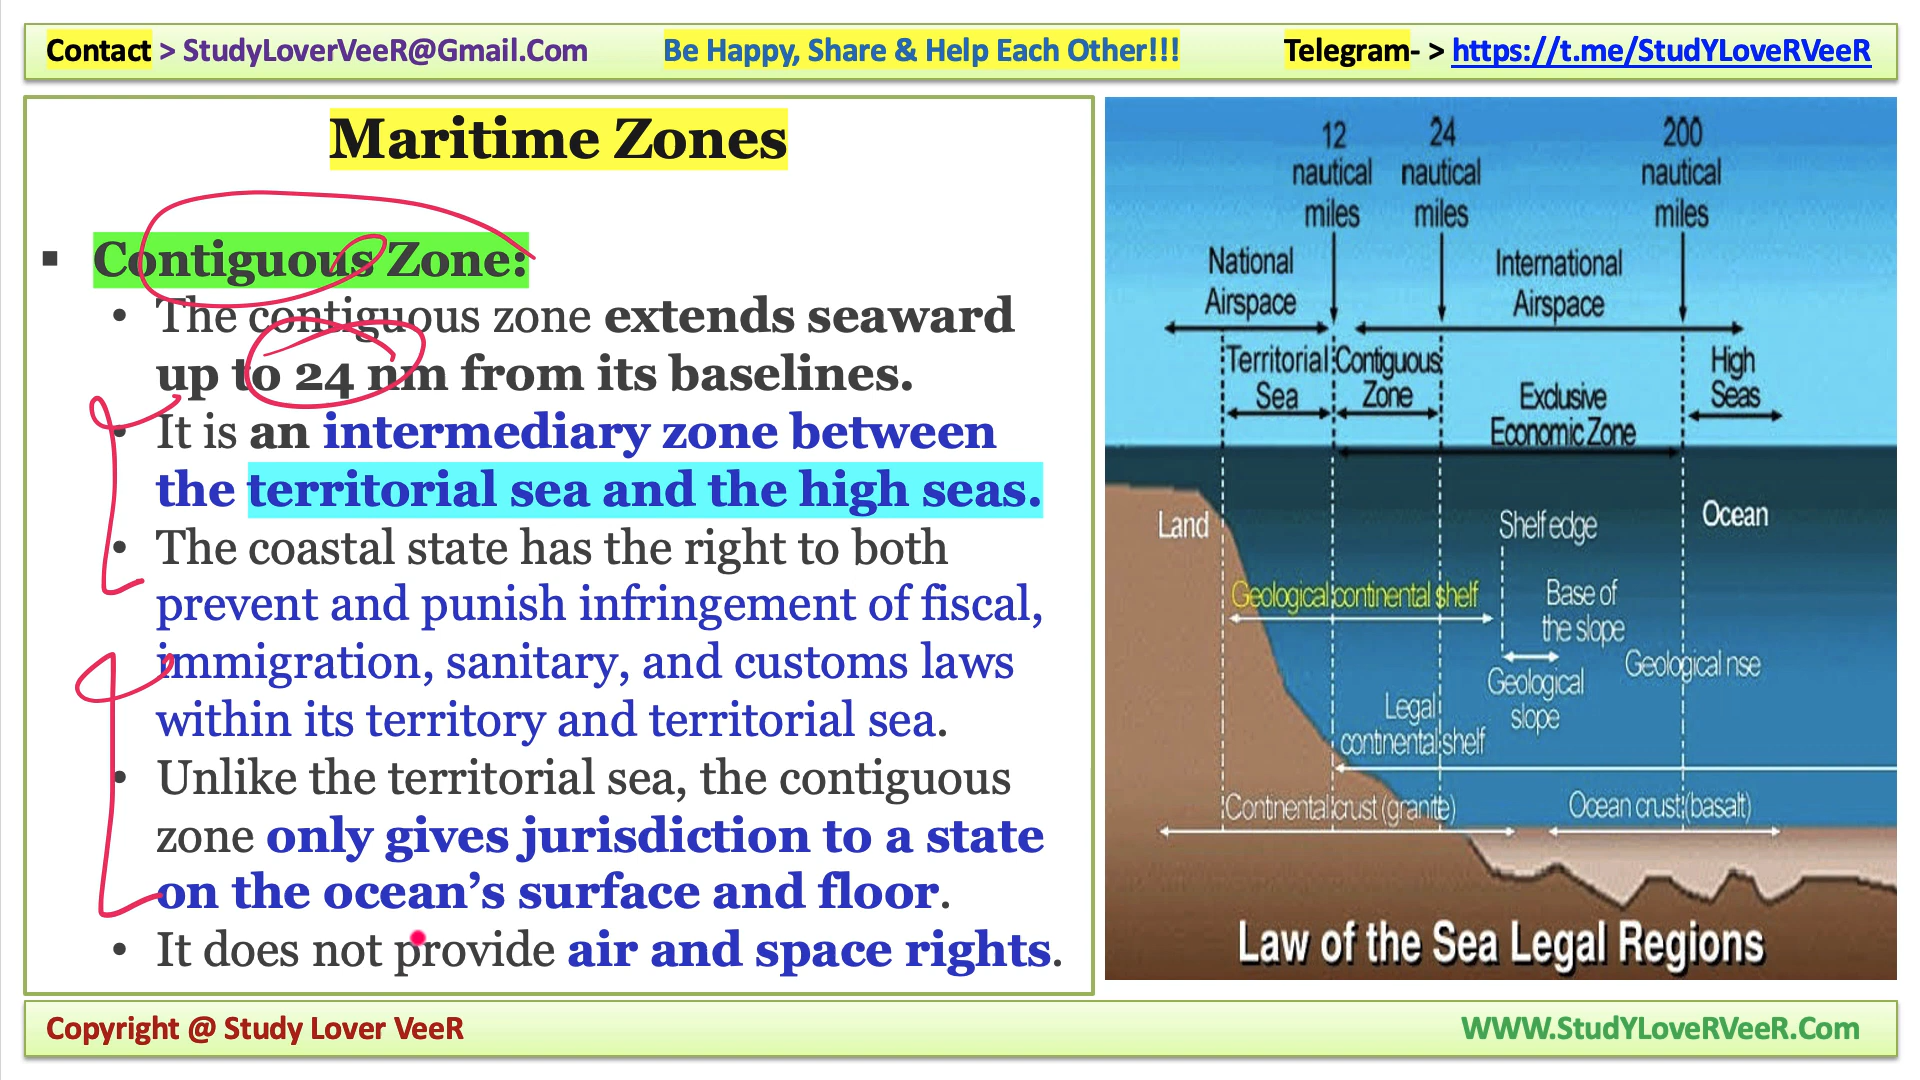 Contact > StudyLoverVeeR@Gmail.Com
Be Happy, Share & Help Each Other!!!
Telegram- > https://t.me/StudYLoveRVeeR
Maritime Zones
▪ Contiguous Zone:
• The contiguous zone extends seaward
up to 24 nm from its baselines.
• It is an intermediary zone between
the territorial sea and the high seas.
• The coastal state has the right to both
prevent and punish infringement of fiscal,
immigration, sanitary, and customs laws
within its territory and territorial sea.
• Unlike the territorial sea, the contiguous
zone only gives jurisdiction to a state
on the ocean’s surface and floor.
• It does not provide air and space rights.
12
nautical
miles
24
nautical
miles
200
nautical
miles
National
Airspace
International
Airspace
Territorial
Sea
Contiguous
Zone
Exclusive
Economic Zone
High
Seas
Land
Shelf edge
Ocean
Geological continental shelf
Base of
the slope
Geological
slope
Geological rise
Legal
continental shelf
Continental crust (granite)
Ocean crust (basalt)
Law of the Sea Legal Regions
Copyright @ Study Lover VeeR
WWW.StudYLoveRVeeR.Com